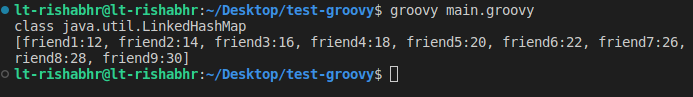 lt-rishabhr@lt-rishabhr:~/Desktop/test-groovy$ groovy main.groovy
class java.util.LinkedHashMap
[friend1:12, friend2:14, friend3:16, friend4:18, friend5:20, friend6:22, friend7:26,
riend8:28, friend9:30]
lt-rishabhr@lt-rishabhr:~/Desktop/test-groovy$